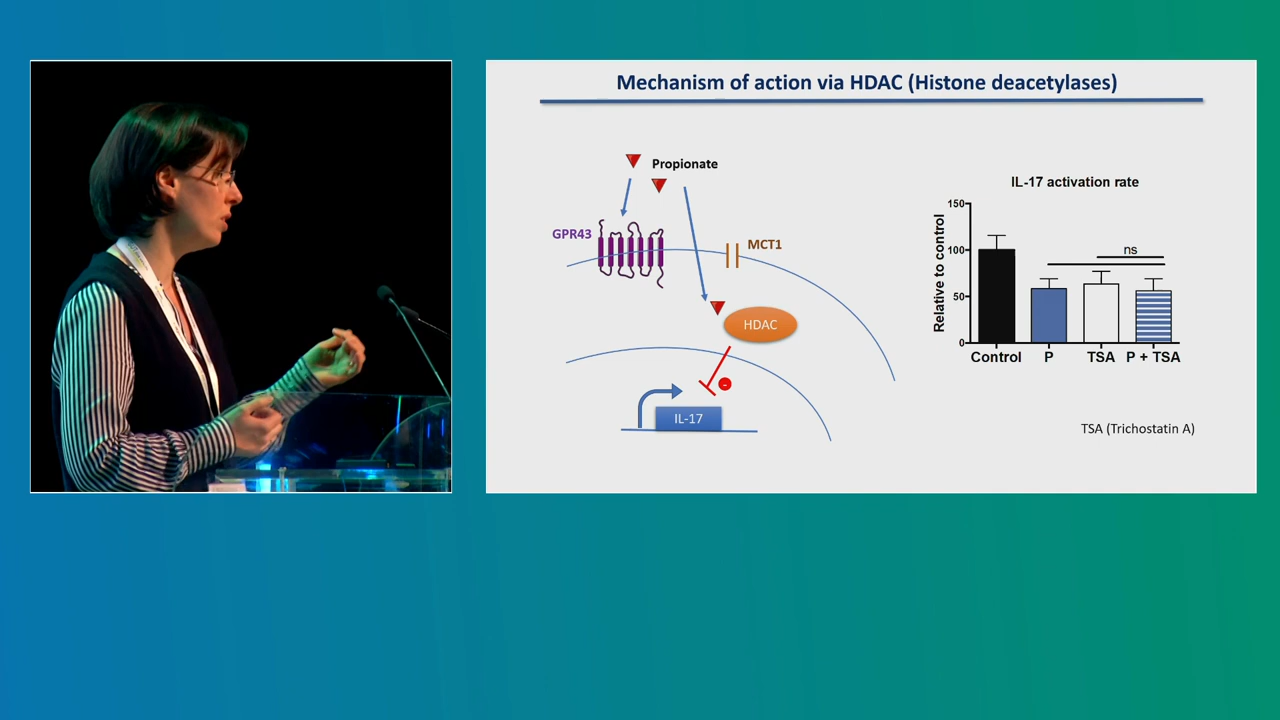 Mechanism of action via HDAC (Histone deacetylases)
Propionate
GPR43
MCT1
HDAC
-
IL-17
IL-17 activation rate
Relative to control
150
100
50
0
ns
Control P TSA P + TSA
TSA (Trichostatin A)